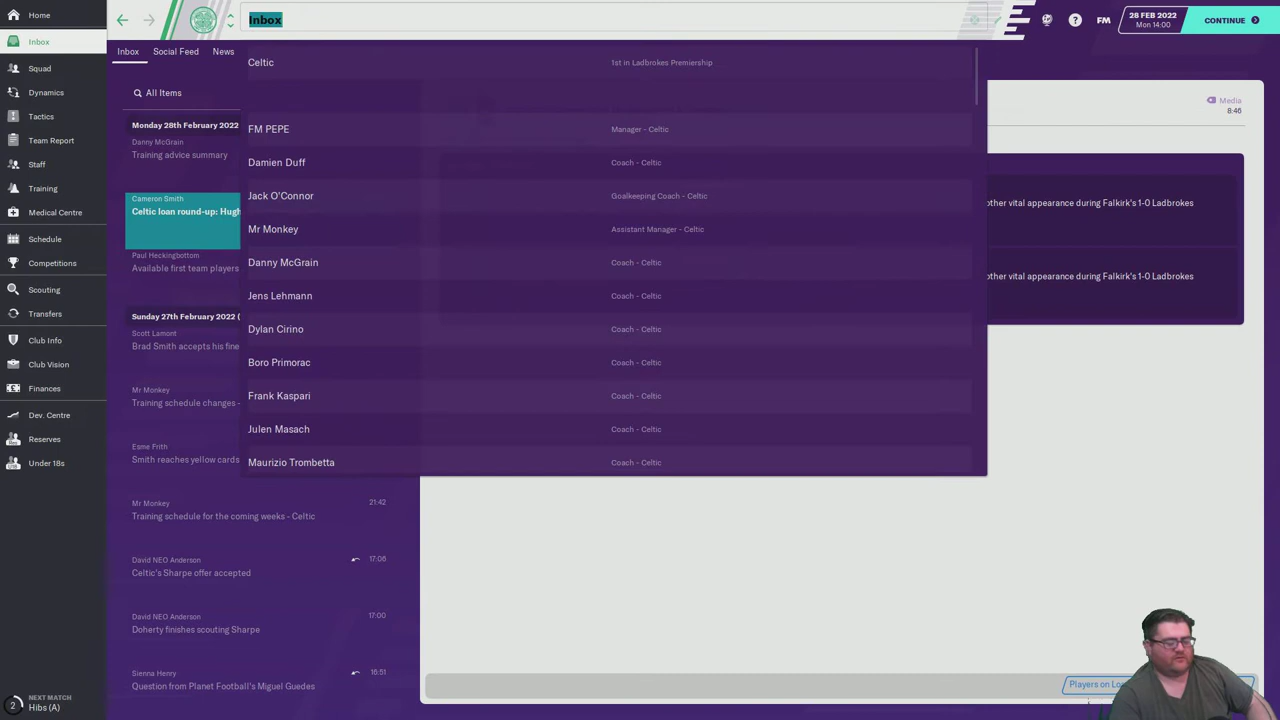 Home
Inbox
Squad
Dynamics
Tactics
Team Report
Staff
Training
Medical Centre
Schedule
Competitions
Scouting
Transfers
Club Info
Club Vision
Finances
Dev. Centre
Reserves
Under 18s
2
NEXT MATCH
Hibs (A)
Inbox
?
FM
28 FEB 2022
Mon 14:00
CONTINUE
Inbox Social Feed News
All Items
Monday 28th February 2022
Danny McGrain
Training advice summary
Cameron Smith
Celtic loan round-up: Hugh
Paul Heckingbottom
Available first team players
Sunday 27th February 2022 (
Scott Lamont
Brad Smith accepts his fine
Mr Monkey
Training schedule changes -
Esme Frith
Smith reaches yellow cards
Mr Monkey 21:42
Training schedule for the coming weeks - Celtic
David NEO Anderson 17:06
Celtic's Sharpe offer accepted
David NEO Anderson 17:00
Doherty finishes scouting Sharpe
Sienna Henry 16:51
Question from Planet Football's Miguel Guedes
Celtic 1st in Ladbrokes Premiership
FM PEPE Manager - Celtic
Damien Duff Coach - Celtic
Jack O'Connor Goalkeeping Coach - Celtic
Mr Monkey Assistant Manager - Celtic
Danny McGrain Coach - Celtic
Jens Lehmann Coach - Celtic
Dylan Cirino Coach - Celtic
Boro Primorac Coach - Celtic
Frank Kaspari Coach - Celtic
Julen Masach Coach - Celtic
Maurizio Trombetta Coach - Celtic
Media
8:46
other vital appearance during Falkirk's 1-0 Ladbrokes
other vital appearance during Falkirk's 1-0 Ladbrokes
Players on